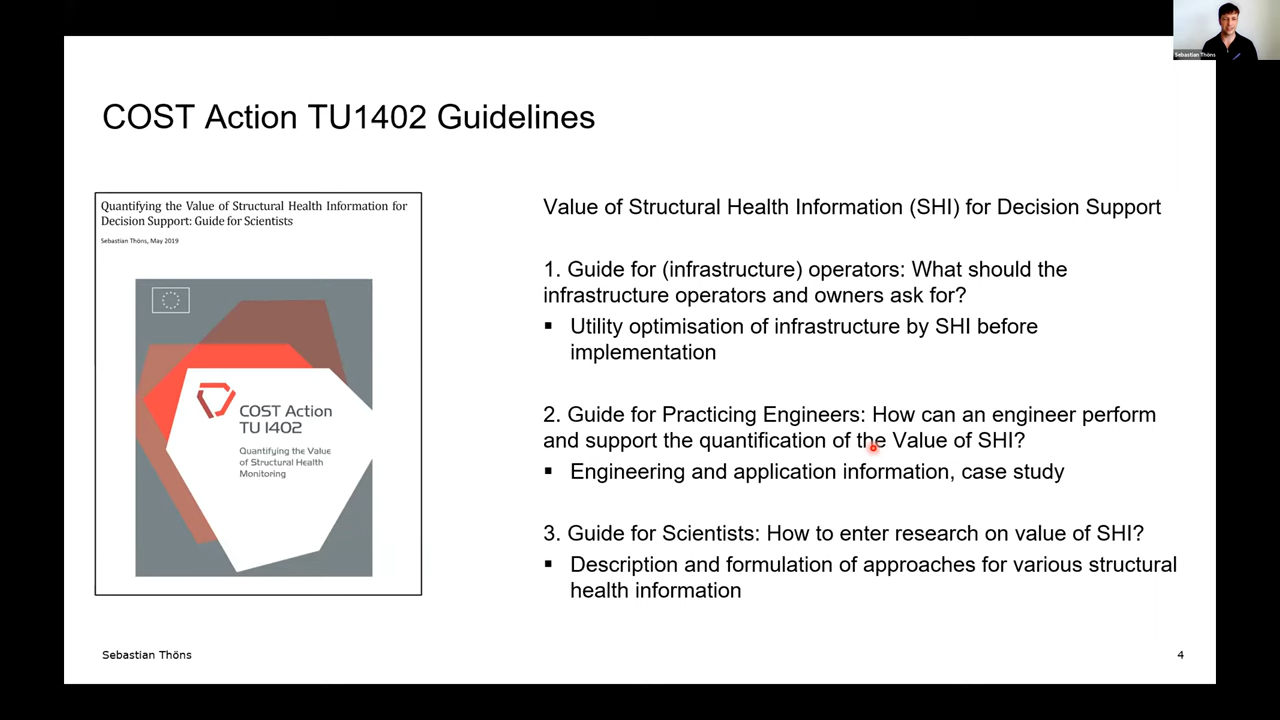 Sebastian Thöns
COST Action TU1402 Guidelines
Quantifying the Value of Structural Health Information for
Decision Support: Guide for Scientists
Sebastian Thöns, May 2019
COST Action
TU 1402
Quantifying the Value
of Structural Health
Monitoring
Value of Structural Health Information (SHI) for Decision Support
1. Guide for (infrastructure) operators: What should the
infrastructure operators and owners ask for?
▪ Utility optimisation of infrastructure by SHI before
implementation
2. Guide for Practicing Engineers: How can an engineer perform
and support the quantification of the Value of SHI?
▪ Engineering and application information, case study
3. Guide for Scientists: How to enter research on value of SHI?
▪ Description and formulation of approaches for various structural
health information
Sebastian Thöns
4